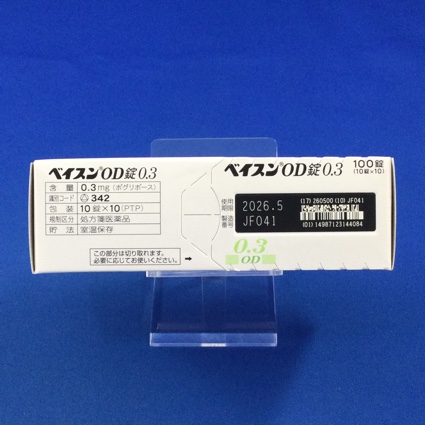 ベイスンOD錠0.3
含量 0.3mg(ボグリボース)
識別コード 342
包装 10錠×10(PTP)
規制区分 処方箋医薬品
貯法 室温保存
この部分は切り取れます。
必要に応じてお使いください。 →
ベイスンOD錠0.3
100錠
(10錠×10)
使用期限 2026.5
製造番号 JF041
(17) 260500 (10) JF041
(01) 14987123144084
0.3
OD